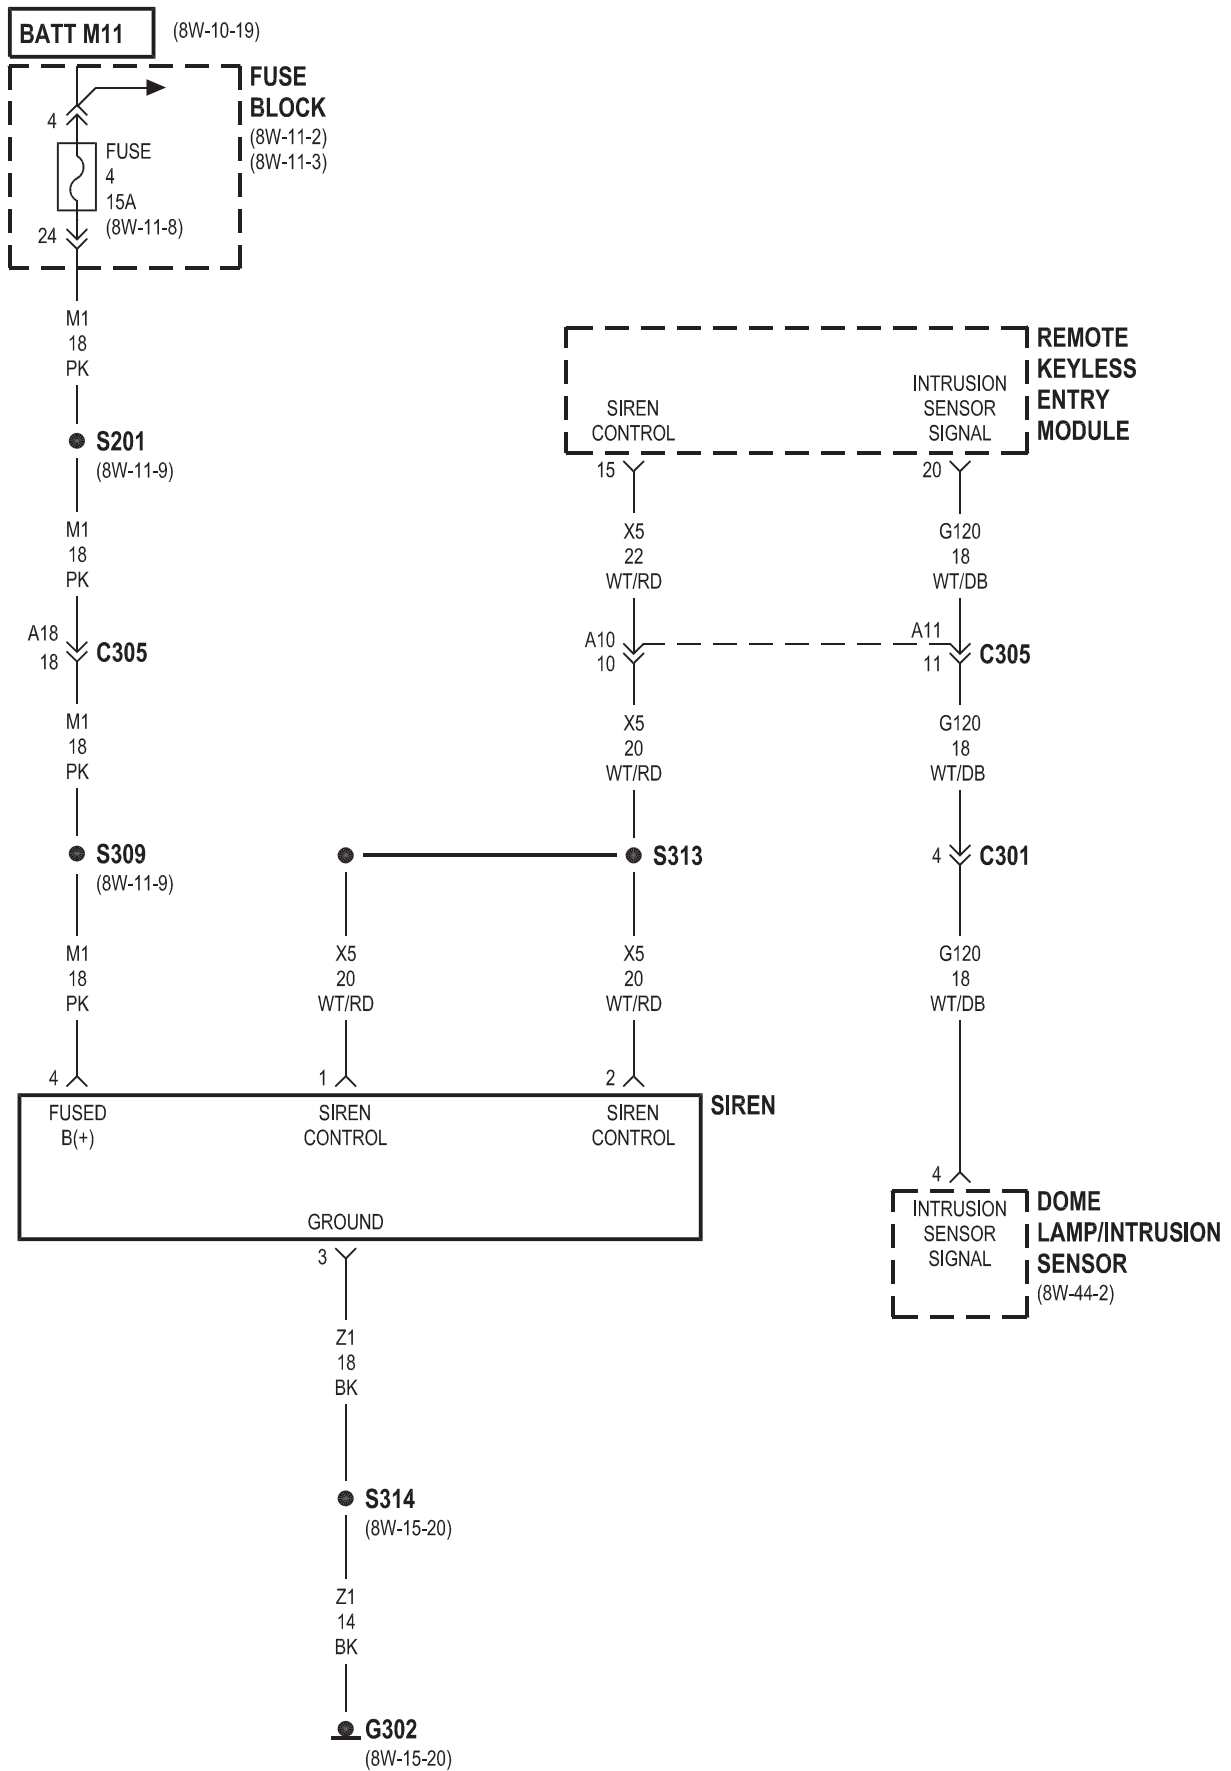 BATT M11
(8W-10-19)
FUSE
BLOCK
(8W-11-2)
(8W-11-3)
4
FUSE
4
15A
(8W-11-8)
24
M1
18
PK
S201
(8W-11-9)
M1
18
PK
A18
18
C305
M1
18
PK
S309
(8W-11-9)
M1
18
PK
4
REMOTE
KEYLESS
ENTRY
MODULE
SIREN
CONTROL
INTRUSION
SENSOR
SIGNAL
15
20
X5
22
WT/RD
G120
18
WT/DB
A10
10
A11
11
C305
X5
20
WT/RD
G120
18
WT/DB
S313
4
C301
X5
20
WT/RD
X5
20
WT/RD
G120
18
WT/DB
1
2
SIREN
FUSED
B(+)
SIREN
CONTROL
SIREN
CONTROL
GROUND
3
4
INTRUSION
SENSOR
SIGNAL
DOME
LAMP/INTRUSION
SENSOR
(8W-44-2)
Z1
18
BK
S314
(8W-15-20)
Z1
14
BK
G302
(8W-15-20)